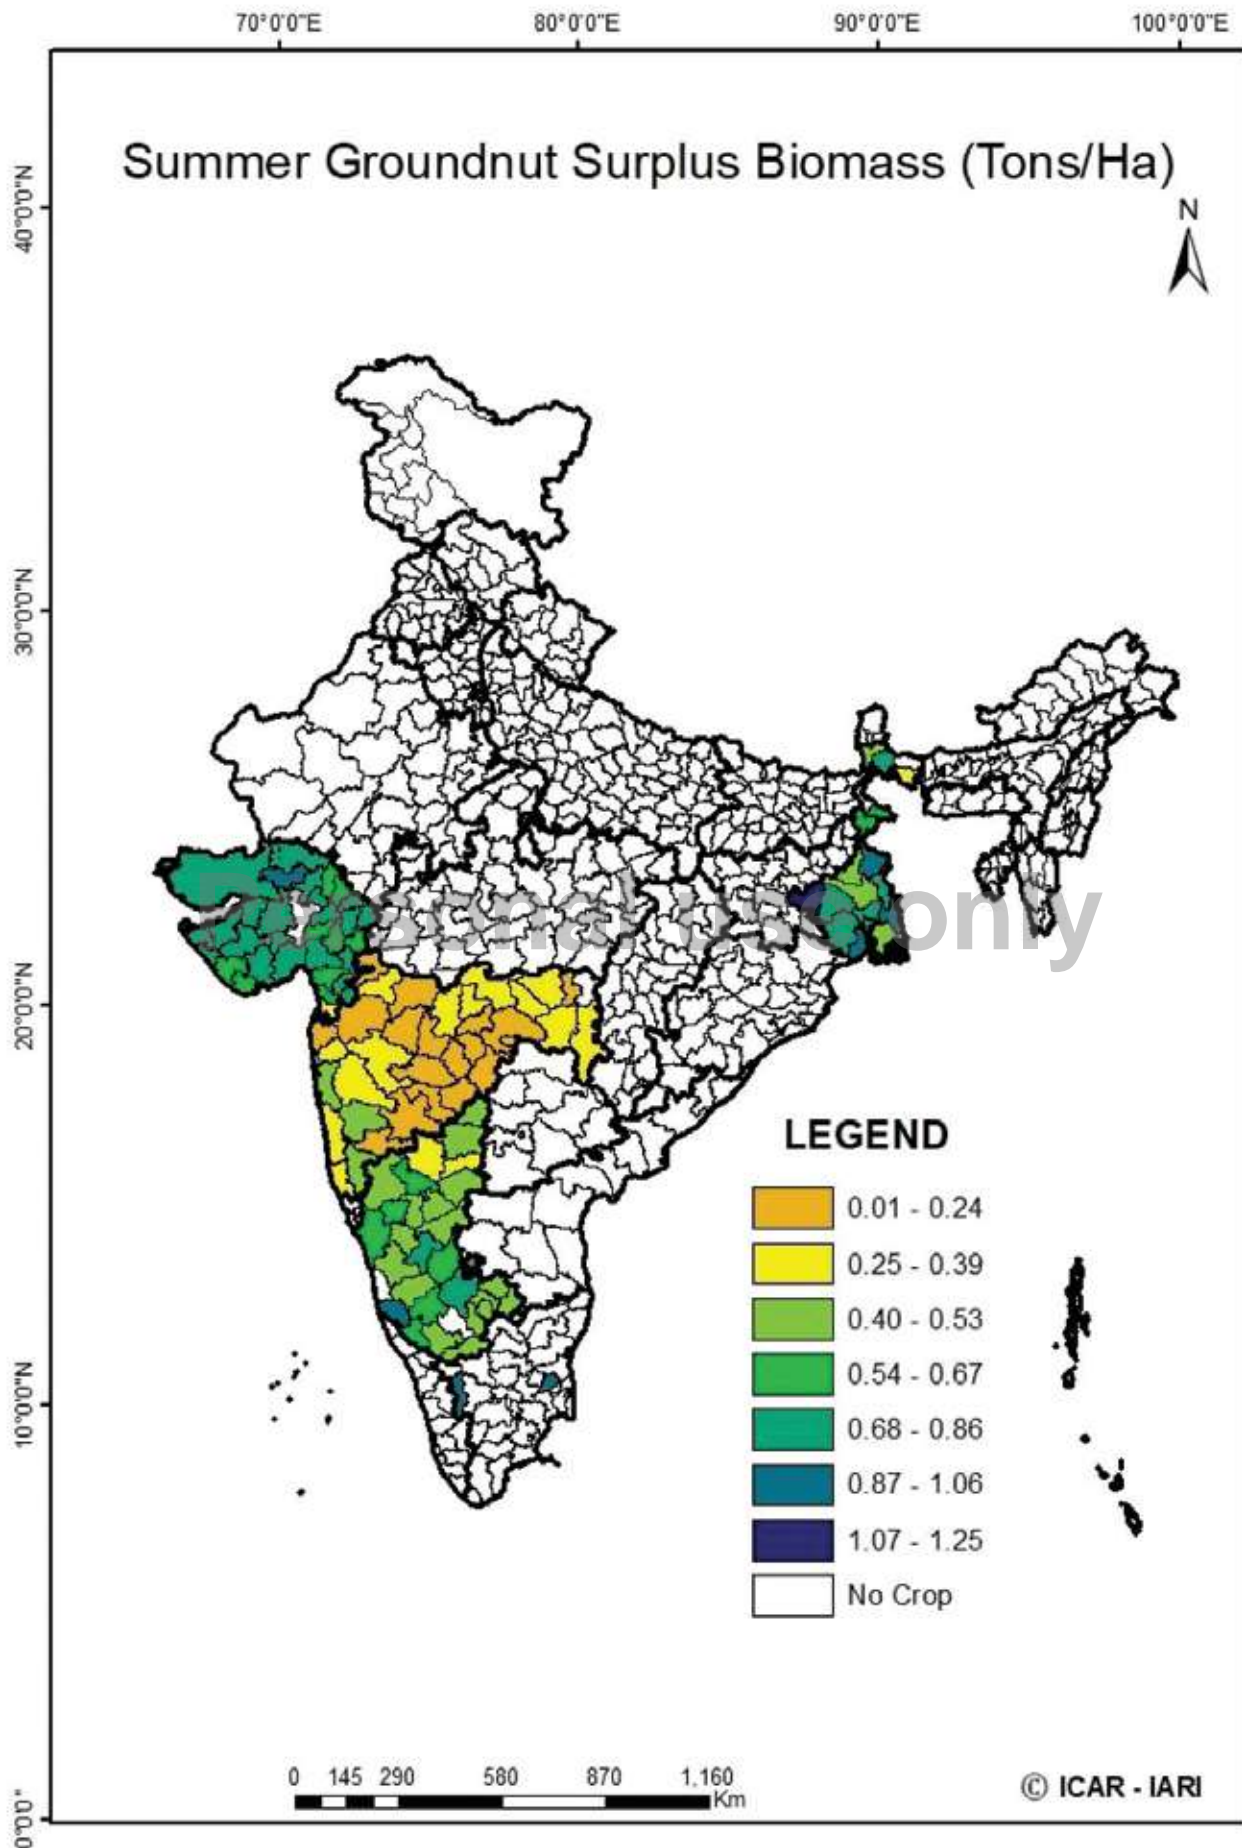 70°0'0"E 80°0'0"E 90°0'0"E 100°0'0"E
Summer Groundnut Surplus Biomass (Tons/Ha)
N
40°0'0"N
30°0'0"N
20°0'0"N
10°0'0"N
0°0'0"
Personal use only
LEGEND
0.01 - 0.24
0.25 - 0.39
0.40 - 0.53
0.54 - 0.67
0.68 - 0.86
0.87 - 1.06
1.07 - 1.25
No Crop
0 145 290 580 870 1,160
Km
© ICAR - IARI